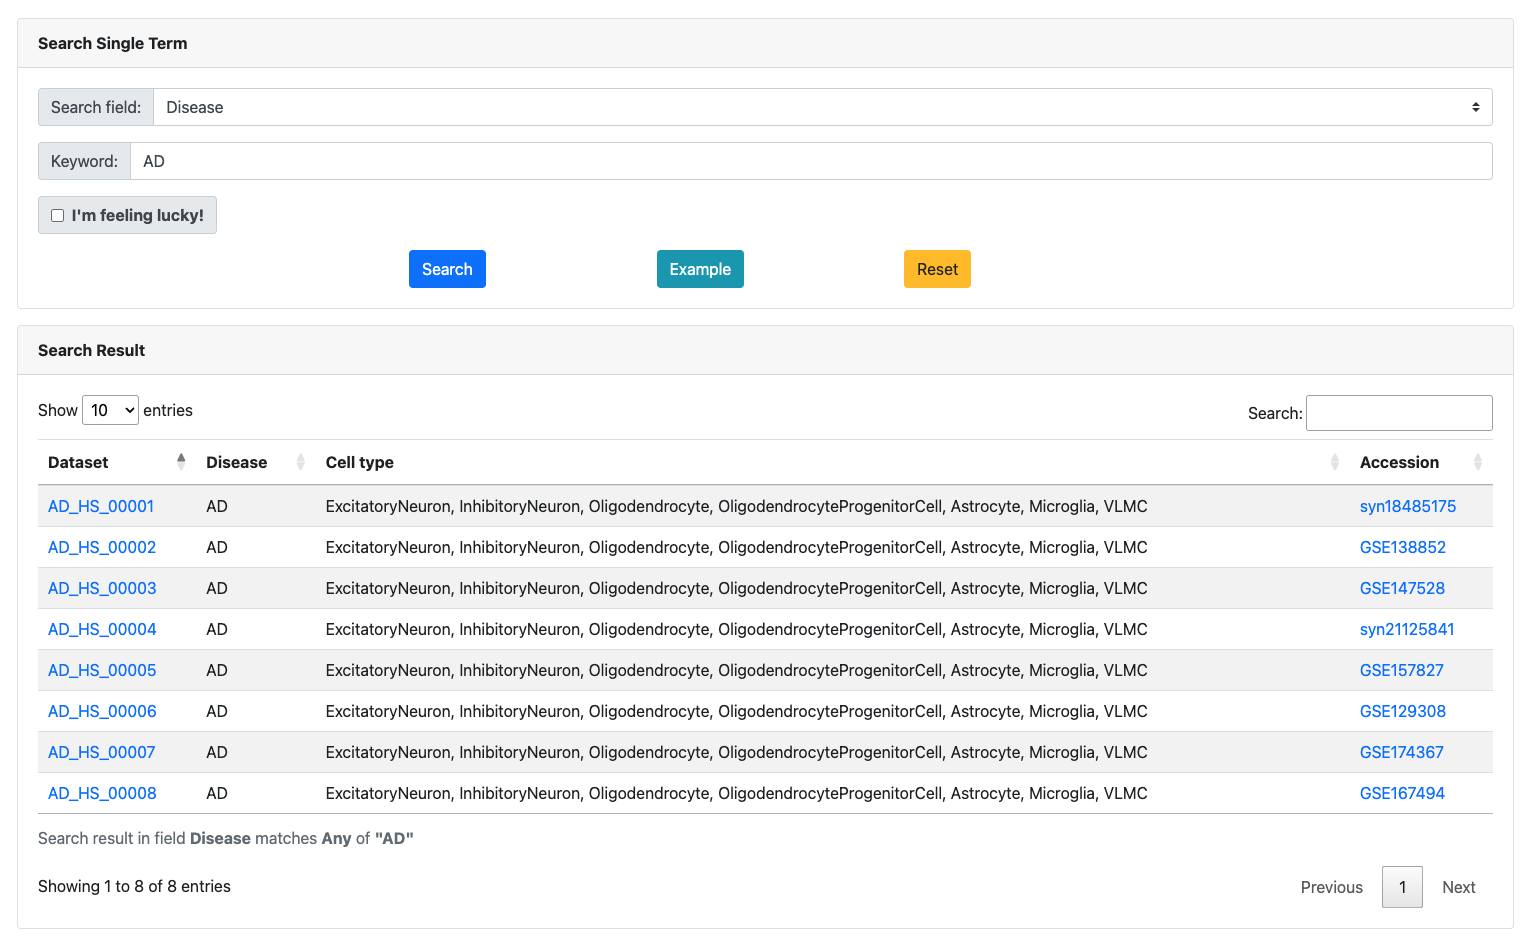 Search Single Term
Search field: Disease
Keyword: AD
I'm feeling lucky!
Search Example Reset
Search Result
Show 10 entries Search:
Dataset Disease Cell type Accession
AD_HS_00001 AD ExcitatoryNeuron, InhibitoryNeuron, Oligodendrocyte, OligodendrocyteProgenitorCell, Astrocyte, Microglia, VLMC syn18485175
AD_HS_00002 AD ExcitatoryNeuron, InhibitoryNeuron, Oligodendrocyte, OligodendrocyteProgenitorCell, Astrocyte, Microglia, VLMC GSE138852
AD_HS_00003 AD ExcitatoryNeuron, InhibitoryNeuron, Oligodendrocyte, OligodendrocyteProgenitorCell, Astrocyte, Microglia, VLMC GSE147528
AD_HS_00004 AD ExcitatoryNeuron, InhibitoryNeuron, Oligodendrocyte, OligodendrocyteProgenitorCell, Astrocyte, Microglia, VLMC syn21125841
AD_HS_00005 AD ExcitatoryNeuron, InhibitoryNeuron, Oligodendrocyte, OligodendrocyteProgenitorCell, Astrocyte, Microglia, VLMC GSE157827
AD_HS_00006 AD ExcitatoryNeuron, InhibitoryNeuron, Oligodendrocyte, OligodendrocyteProgenitorCell, Astrocyte, Microglia, VLMC GSE129308
AD_HS_00007 AD ExcitatoryNeuron, InhibitoryNeuron, Oligodendrocyte, OligodendrocyteProgenitorCell, Astrocyte, Microglia, VLMC GSE174367
AD_HS_00008 AD ExcitatoryNeuron, InhibitoryNeuron, Oligodendrocyte, OligodendrocyteProgenitorCell, Astrocyte, Microglia, VLMC GSE167494
Search result in field Disease matches Any of "AD"
Showing 1 to 8 of 8 entries Previous 1 Next